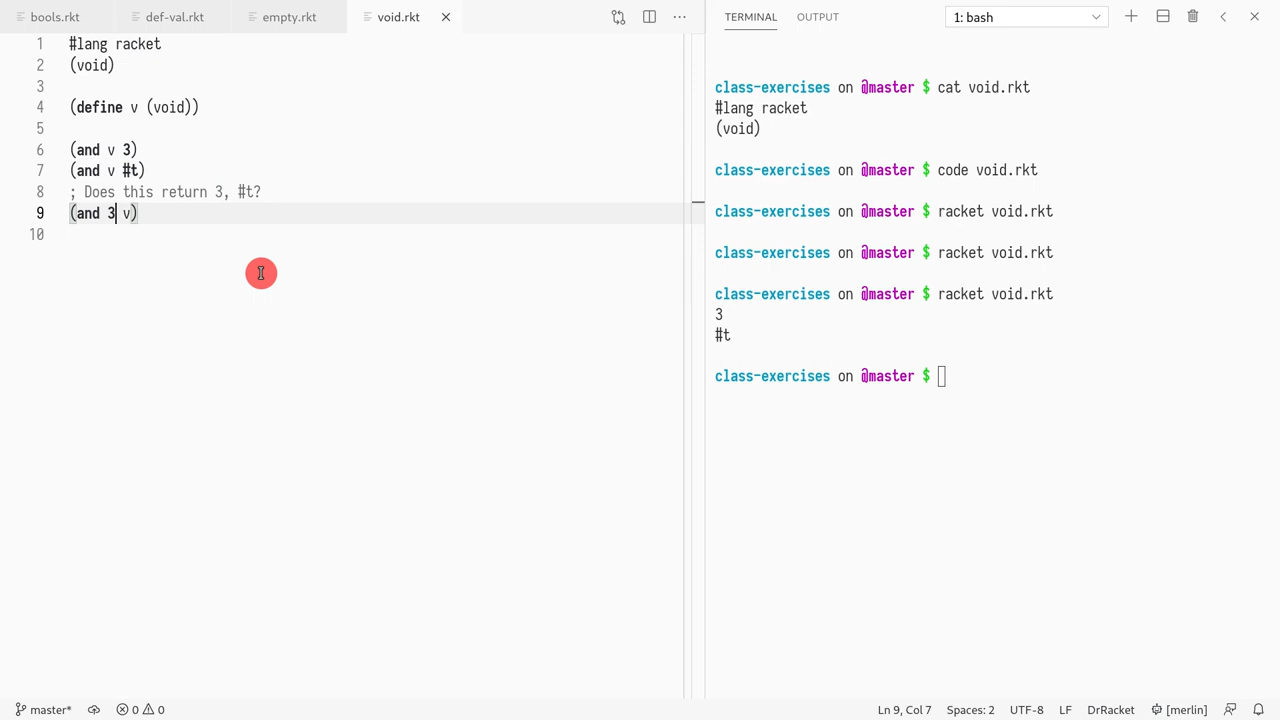 bools.rkt def-val.rkt empty.rkt void.rkt
1 #lang racket
2 (void)
3
4 (define v (void))
5
6 (and v 3)
7 (and v #t)
8 ; Does this return 3, #t?
9 (and 3 v)
10
TERMINAL OUTPUT 1: bash
class-exercises on @master $ cat void.rkt
#lang racket
(void)
class-exercises on @master $ code void.rkt
class-exercises on @master $ racket void.rkt
class-exercises on @master $ racket void.rkt
class-exercises on @master $ racket void.rkt
3
#t
class-exercises on @master $
master* 0 0 Ln 9, Col 7 Spaces: 2 UTF-8 LF DrRacket [merlin]